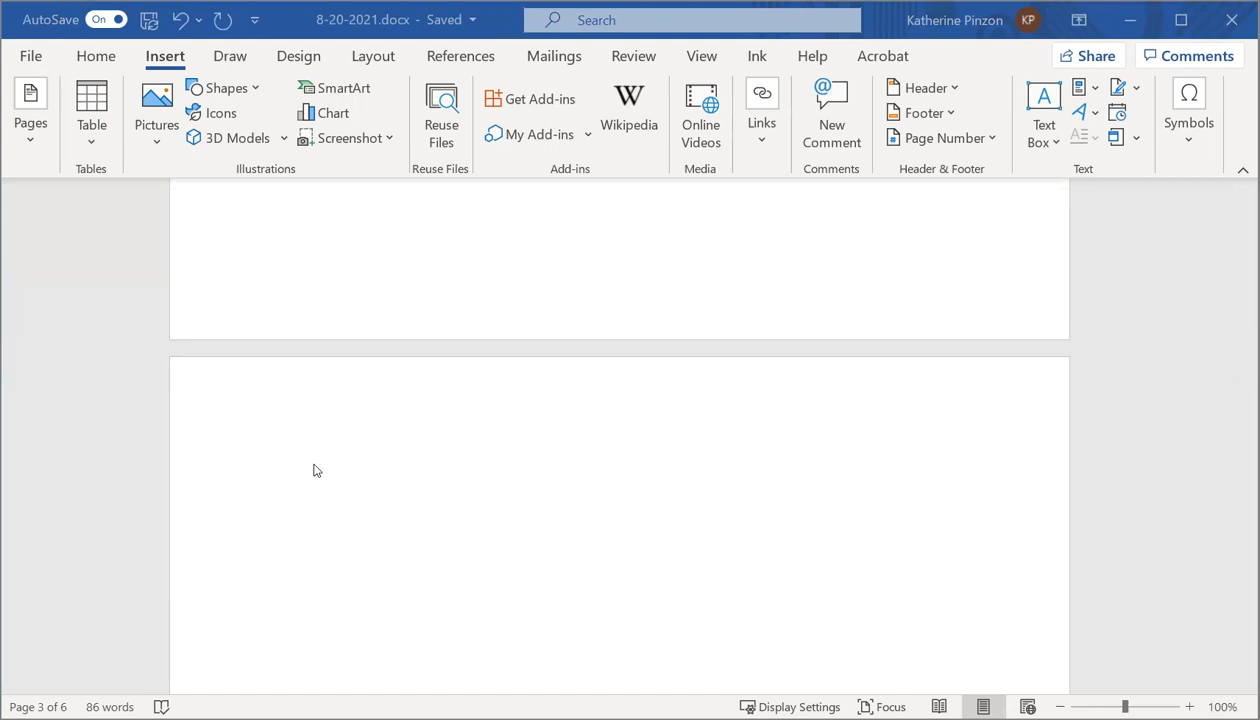 AutoSave On 8-20-2021.docx - Saved Search Katherine Pinzon KP
File Home Insert Draw Design Layout References Mailings Review View Ink Help Acrobat Share Comments
Pages
Table
Tables
Pictures
Shapes
Icons
3D Models
SmartArt
Chart
Screenshot
Illustrations
Reuse
Files
Reuse Files
Get Add-ins
My Add-ins
W
Wikipedia
Add-ins
Online
Videos
Media
Links
New
Comment
Comments
Header
Footer
Page Number
Header & Footer
A
Text
Box
Text
Ω
Symbols
Page 3 of 6 86 words Display Settings Focus 100%